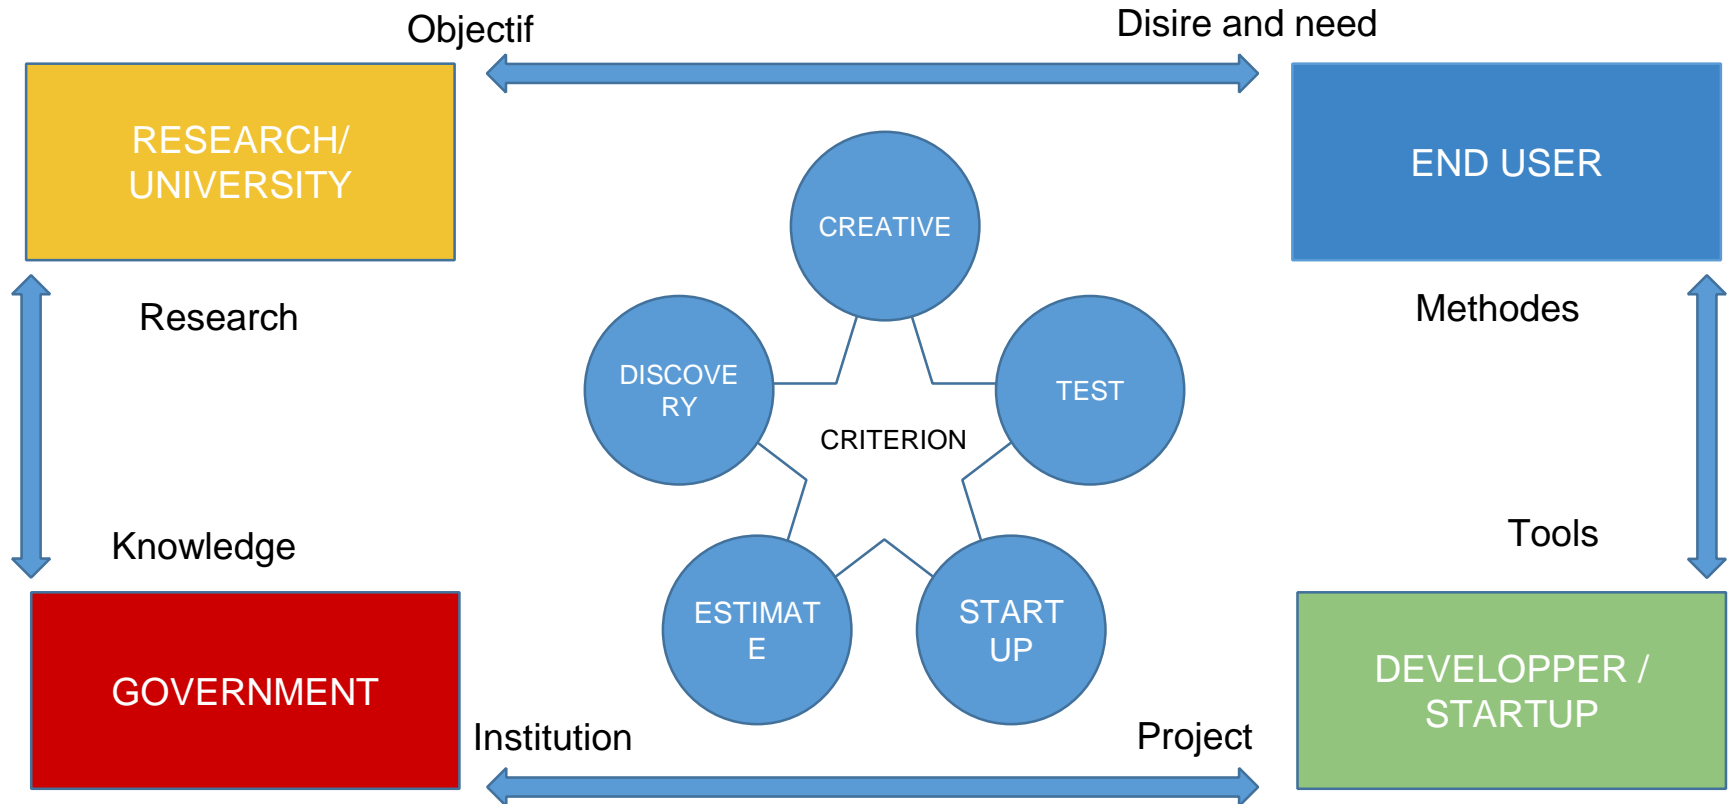 Objectif
Disire and need
RESEARCH/
UNIVERSITY
END USER
CREATIVE
Research
Methodes
DISCOVE
RY
TEST
CRITERION
Knowledge
Tools
ESTIMAT
E
START
UP
GOVERNMENT
DEVELOPPER /
STARTUP
Institution
Project